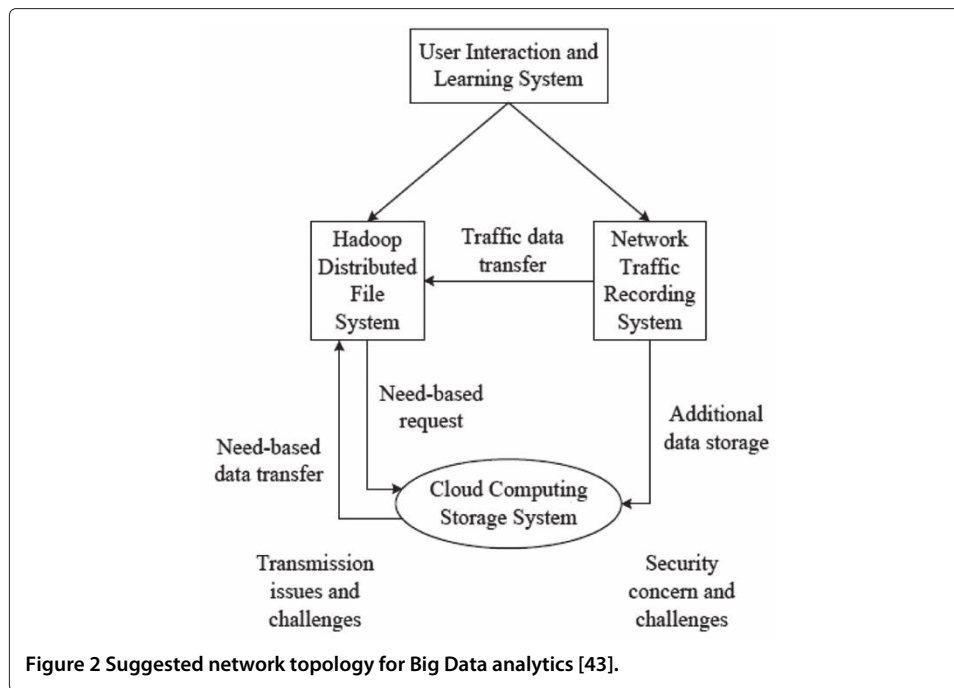 User Interaction and
Learning System
Hadoop
Distributed
File
System
Traffic data
transfer
Network
Traffic
Recording
System
Need-based
request
Need-based
data transfer
Additional
data storage
Cloud Computing
Storage System
Transmission
issues and
challenges
Security
concern and
challenges
Figure 2 Suggested network topology for Big Data analytics [43].